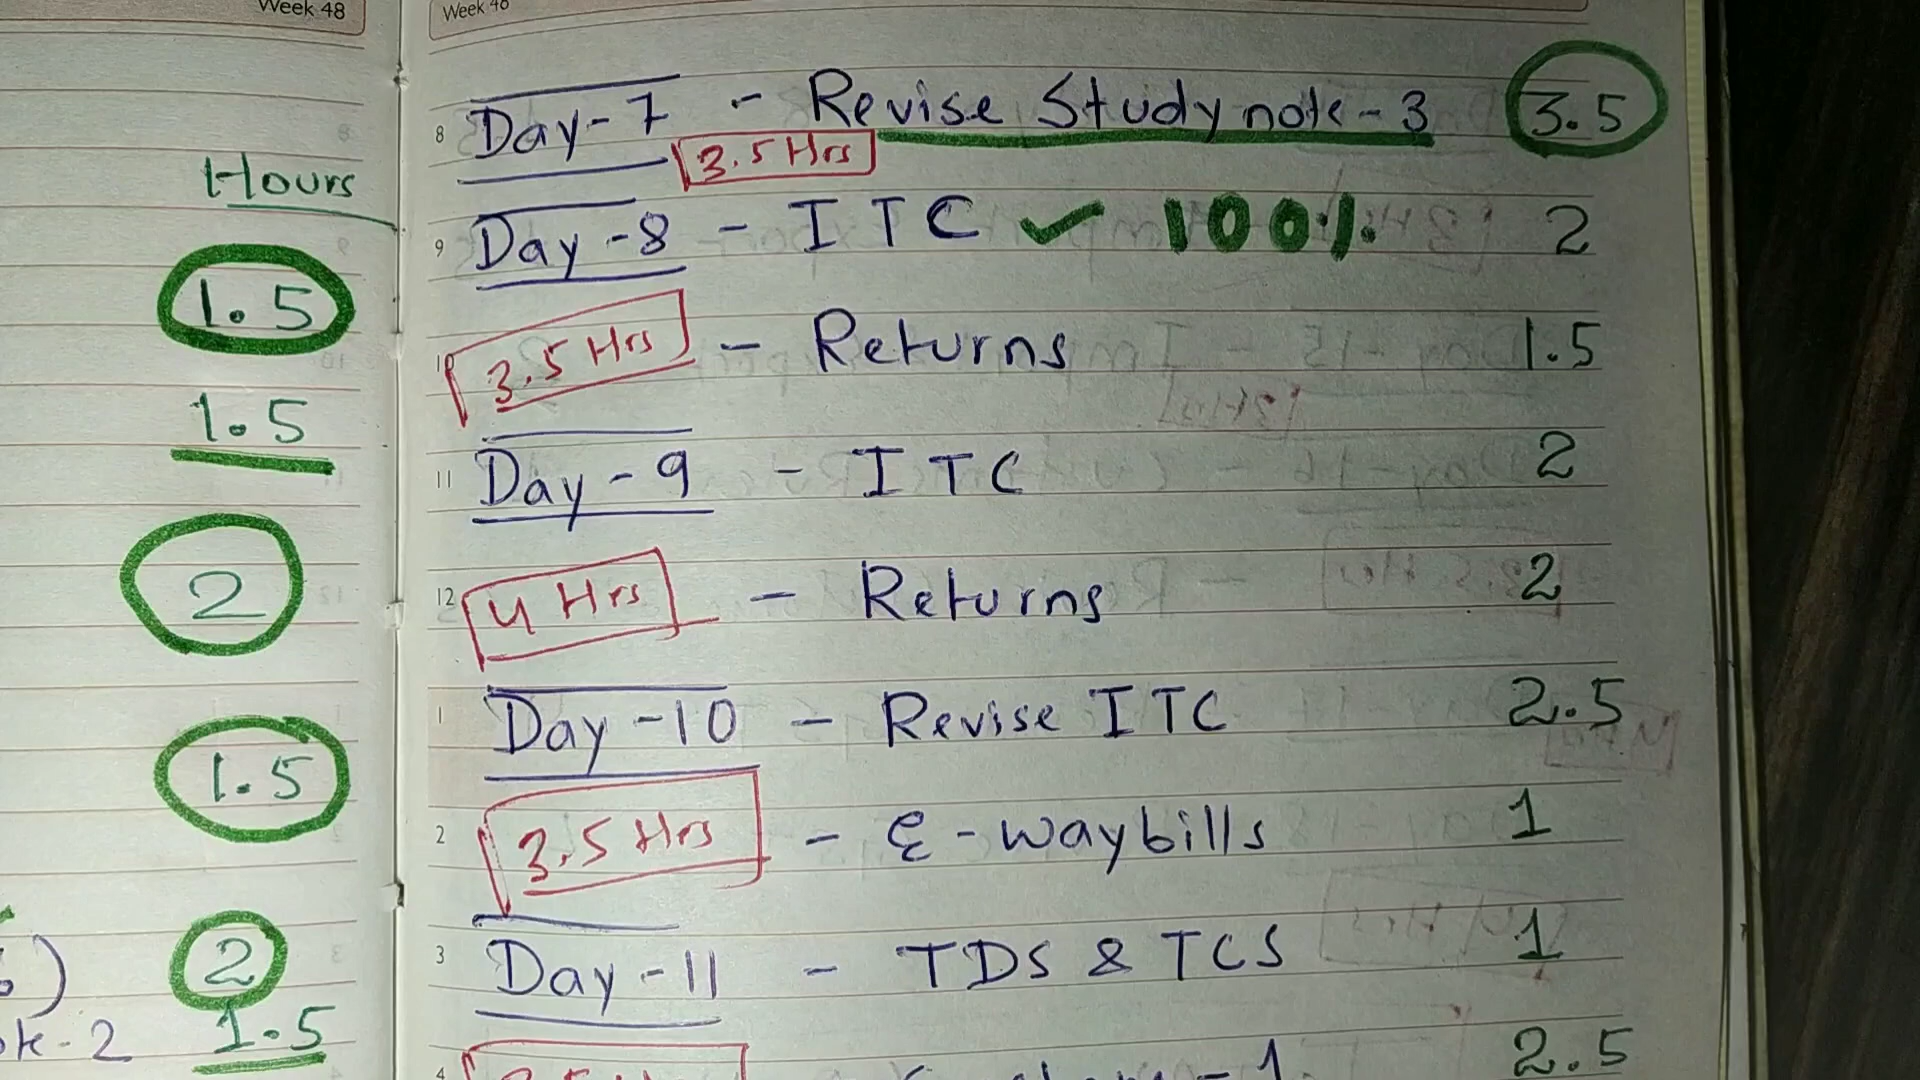 Week 48
Hours
1.5
1.5
2
1.5
2
1.5
Week 48
8 Day-7 - Revise Study note-3 3.5
3.5 Hrs
9 Day-8 - ITC ✓ 100% 2
10 3.5 Hrs - Returns 1.5
11 Day-9 - ITC 2
12 4 Hrs - Returns 2
1 Day-10 - Revise ITC 2.5
2 3.5 Hrs - E-waybills 1
3 Day-11 - TDS & TCS 1
4 2.5